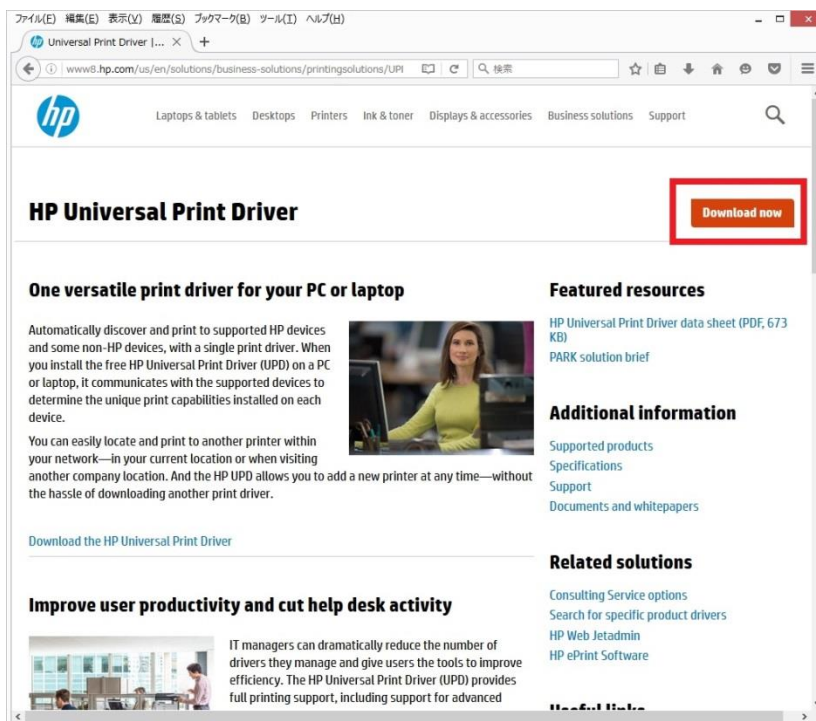 ファイル(F) 編集(E) 表示(V) 履歴(S) ブックマーク(B) ツール(T) ヘルプ(H)
Universal Print Driver |...
www8.hp.com/us/en/solutions/business-solutions/printingsolutions/UPI
検索
hp
Laptops & tablets Desktops Printers Ink & toner Displays & accessories Business solutions Support
HP Universal Print Driver
Download now
One versatile print driver for your PC or laptop
Automatically discover and print to supported HP devices
and some non-HP devices, with a single print driver. When
you install the free HP Universal Print Driver (UPD) on a PC
or laptop, it communicates with the supported devices to
determine the unique print capabilities installed on each
device.
You can easily locate and print to another printer within
your network—in your current location or when visiting
another company location. And the HP UPD allows you to add a new printer at any time—without
the hassle of downloading another print driver.
Download the HP Universal Print Driver
Improve user productivity and cut help desk activity
IT managers can dramatically reduce the number of
drivers they manage and give users the tools to improve
efficiency. The HP Universal Print Driver (UPD) provides
full printing support, including support for advanced
Featured resources
HP Universal Print Driver data sheet (PDF, 673
KB)
PARK solution brief
Additional information
Supported products
Specifications
Support
Documents and whitepapers
Related solutions
Consulting Service options
Search for specific product drivers
HP Web Jetadmin
HP ePrint Software
Useful links